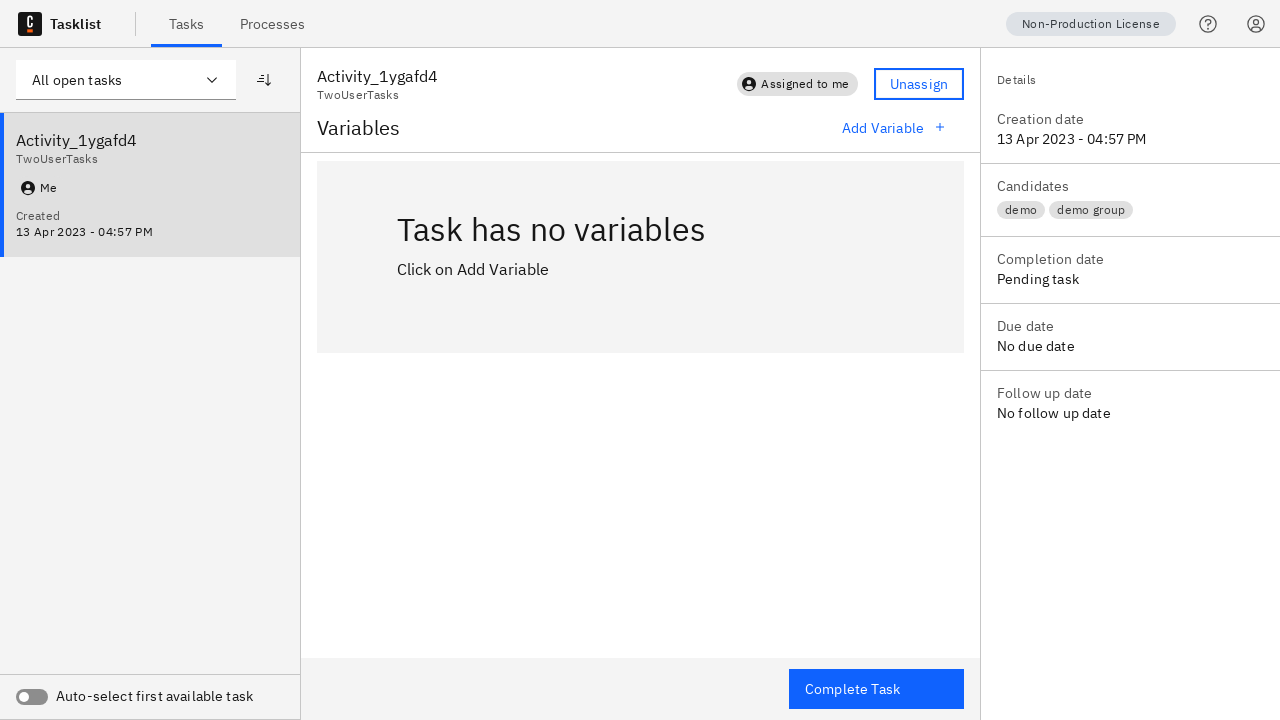 Tasklist
Tasks
Processes
Non-Production License
All open tasks
Activity_1ygafd4
TwoUserTasks
Me
Created
13 Apr 2023 - 04:57 PM
Auto-select first available task
Activity_1ygafd4
TwoUserTasks
Assigned to me
Unassign
Variables
Add Variable
Task has no variables
Click on Add Variable
Complete Task
Details
Creation date
13 Apr 2023 - 04:57 PM
Candidates
demo
demo group
Completion date
Pending task
Due date
No due date
Follow up date
No follow up date